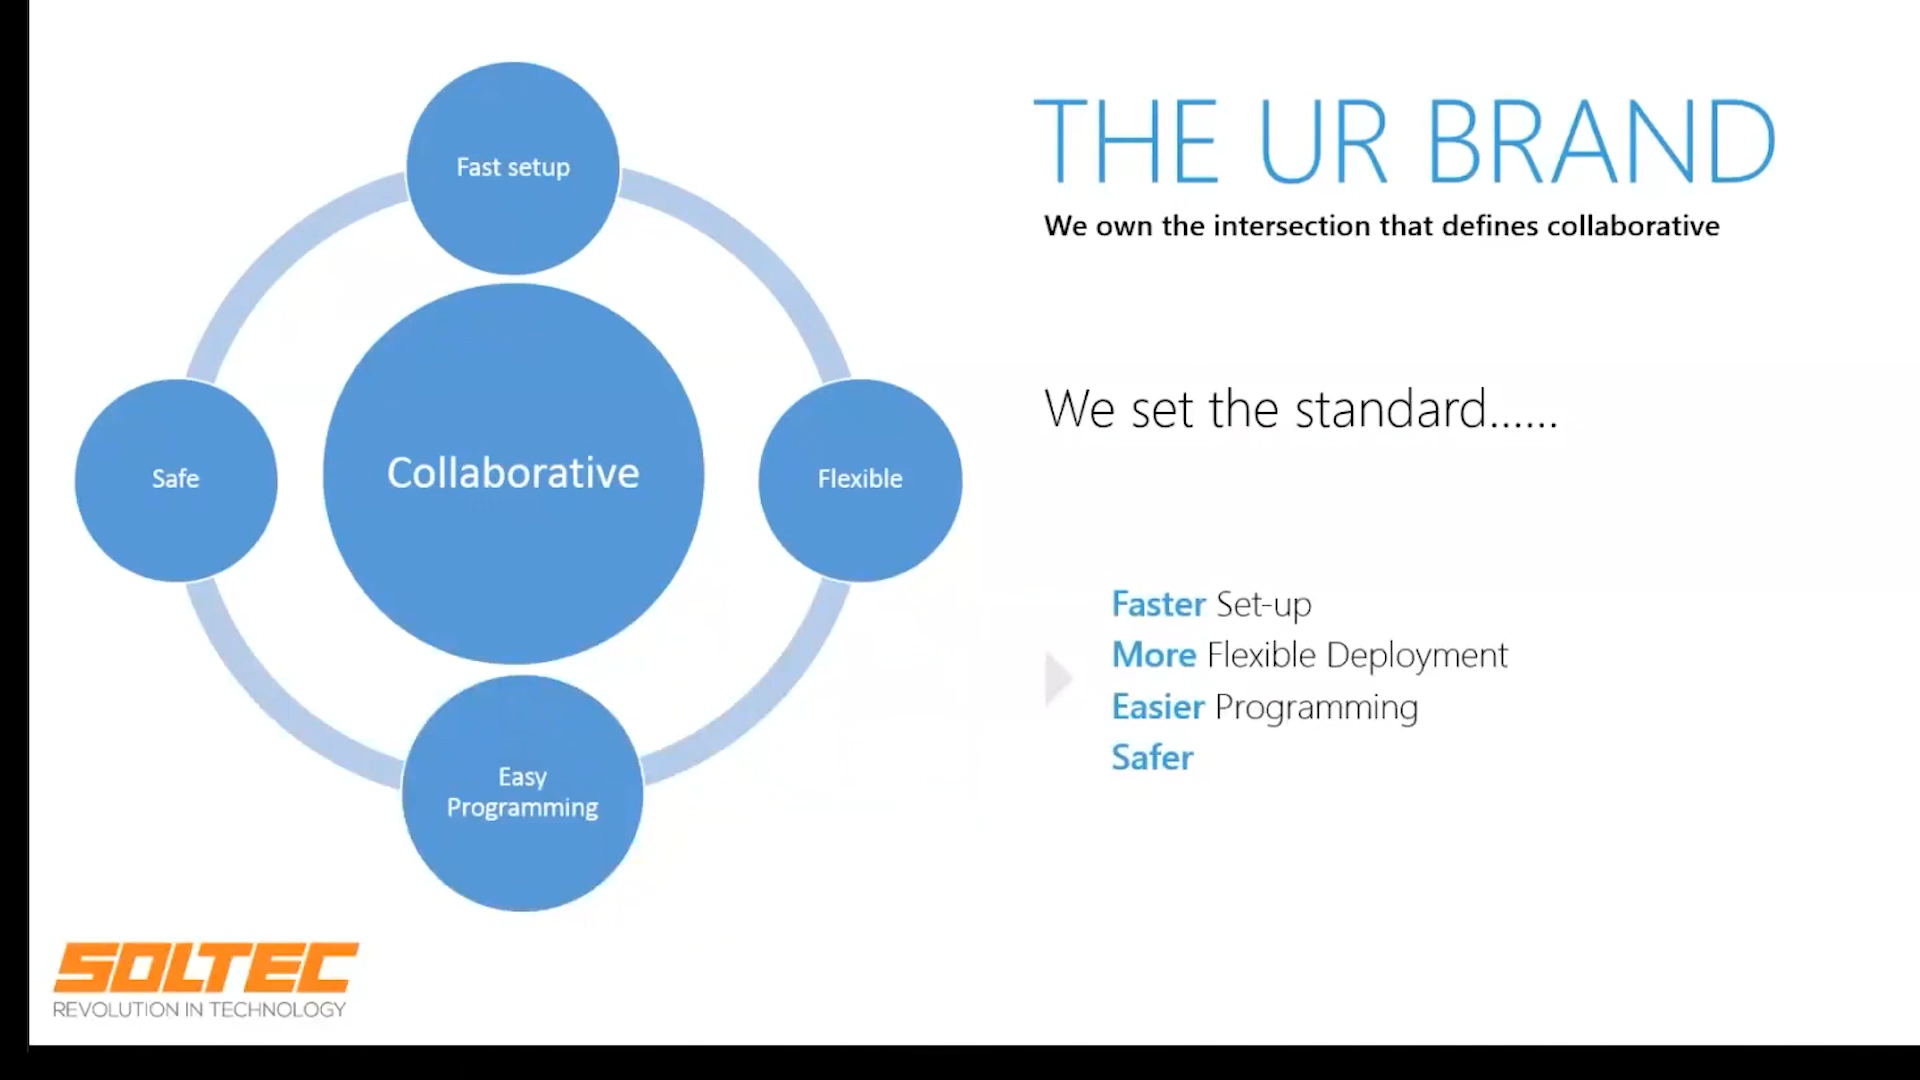 THE UR BRAND
We own the intersection that defines collaborative
Fast setup
Safe
Collaborative
Flexible
Easy
Programming
We set the standard......
Faster Set-up
More Flexible Deployment
Easier Programming
Safer
SOLTEC
REVOLUTION IN TECHNOLOGY